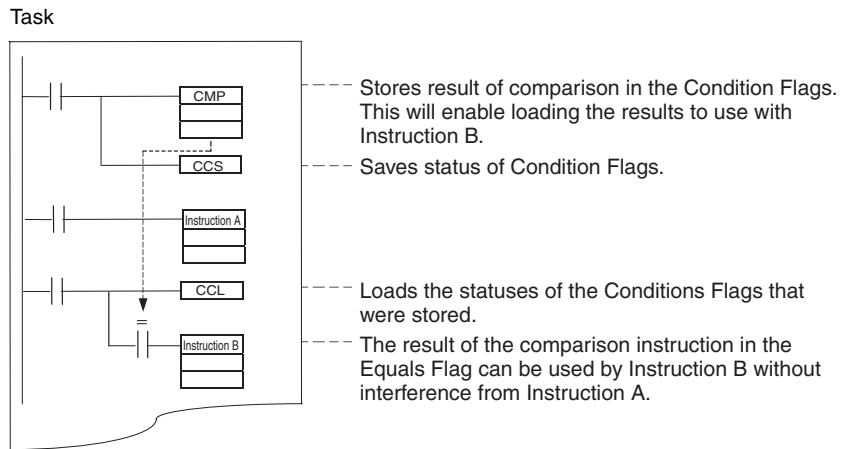 Task
CMP
Stores result of comparison in the Condition Flags.
This will enable loading the results to use with
Instruction B.
CCS
Saves status of Condition Flags.
Instruction A
CCL
Loads the statuses of the Conditions Flags that
were stored.
=
Instruction B
The result of the comparison instruction in the
Equals Flag can be used by Instruction B without
interference from Instruction A.